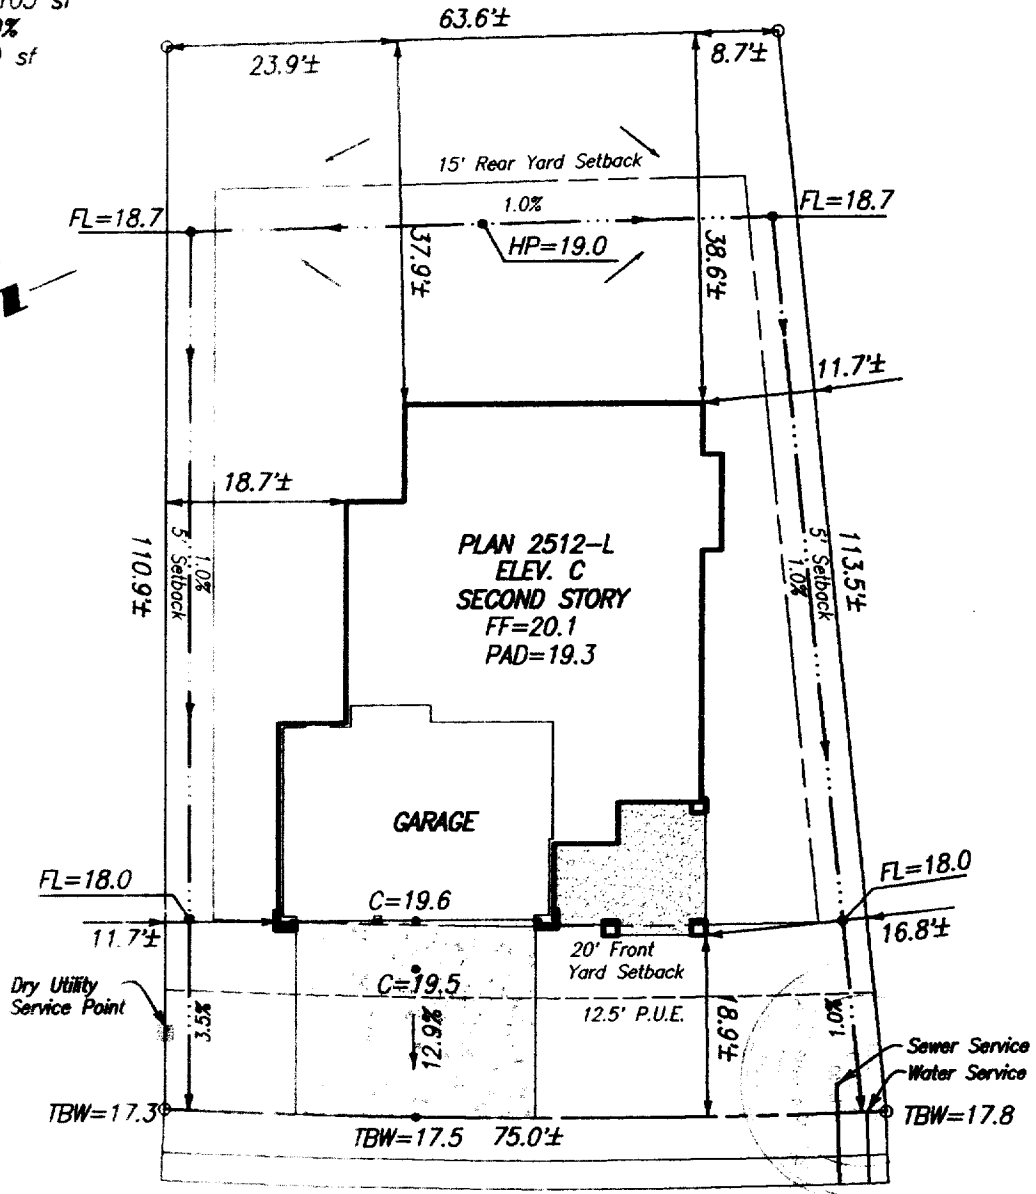 63.6'±
23.9'±
8.7'±
15' Rear Yard Setback
1.0%
FL=18.7
FL=18.7
HP=19.0
37.9'±
38.6'±
11.7'±
18.7'±
110.9'±
5' Setback
1.0%
PLAN 2512-L
ELEV. C
SECOND STORY
FF=20.1
PAD=19.3
5' Setback
1.0%
113.5'±
GARAGE
FL=18.0
FL=18.0
C=19.6
11.7'±
16.8'±
20' Front
Yard Setback
Dry Utility
Service Point
C=19.5
12.5' P.U.E.
3.5%
12.9%
18.9'±
1.0%
Sewer Service
Water Service
TBW=17.3
TBW=17.5
75.0'±
TBW=17.8